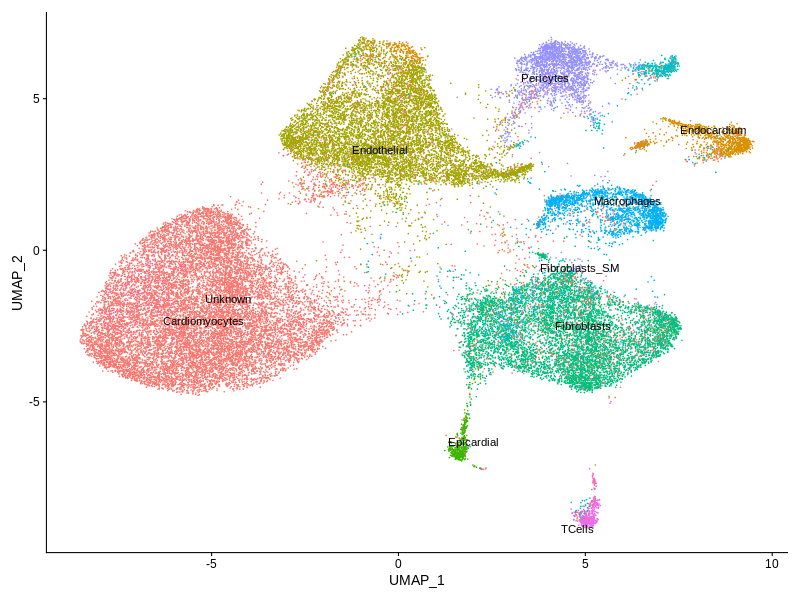 Pericytes
5
Endocardium
Endothelial
Macrophages
0
Fibroblasts_SM
UMAP_2
Unknown
Cardiomyocytes
Fibroblasts
-5
Epicardial
TCells
-5
0
5
10
UMAP_1